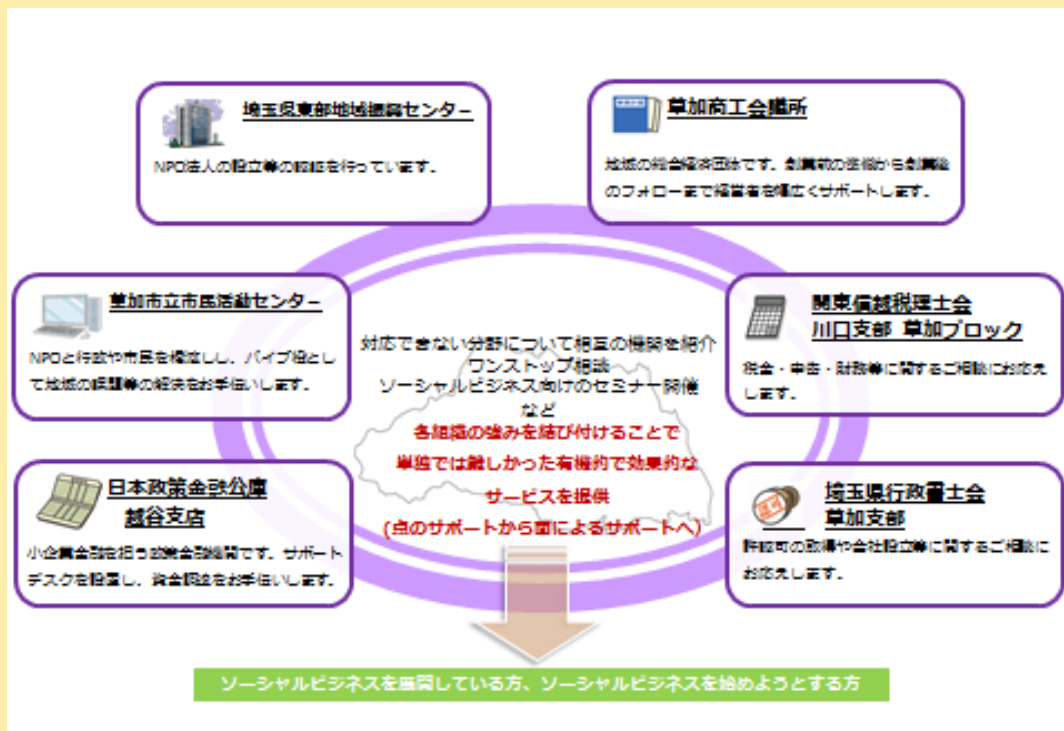 埼玉県東部地域振興センター
NPO法人の設立等の認証を行っています。
草加商工会議所
地域の総合経済団体です。創業前の準備から創業後
のフォローまで経営者を幅広くサポートします。
草加市立市民活動センター
NPOと行政や市民を橋渡しし、パイプ役とし
て地域の課題等の解決をお手伝いします。
関東信越税理士会
川口支部 草加ブロック
税金・申告・財務等に関するご相談にお応え
します。
対応できない分野について相互の機関を紹介
ワンストップ相談
ソーシャルビジネス向けのセミナー開催
など
各組織の強みを結び付けることで
単独では難しかった有機的で効果的な
サービスを提供
(点のサポートから面によるサポートへ)
日本政策金融公庫
越谷支店
小企業金融を担う政策金融機関です。サポート
デスクを設置し、資金調達をお手伝いします。
埼玉県行政書士会
草加支部
許認可の取得や会社設立等に関するご相談に
お応えします。
ソーシャルビジネスを展開している方、ソーシャルビジネスを始めようとする方